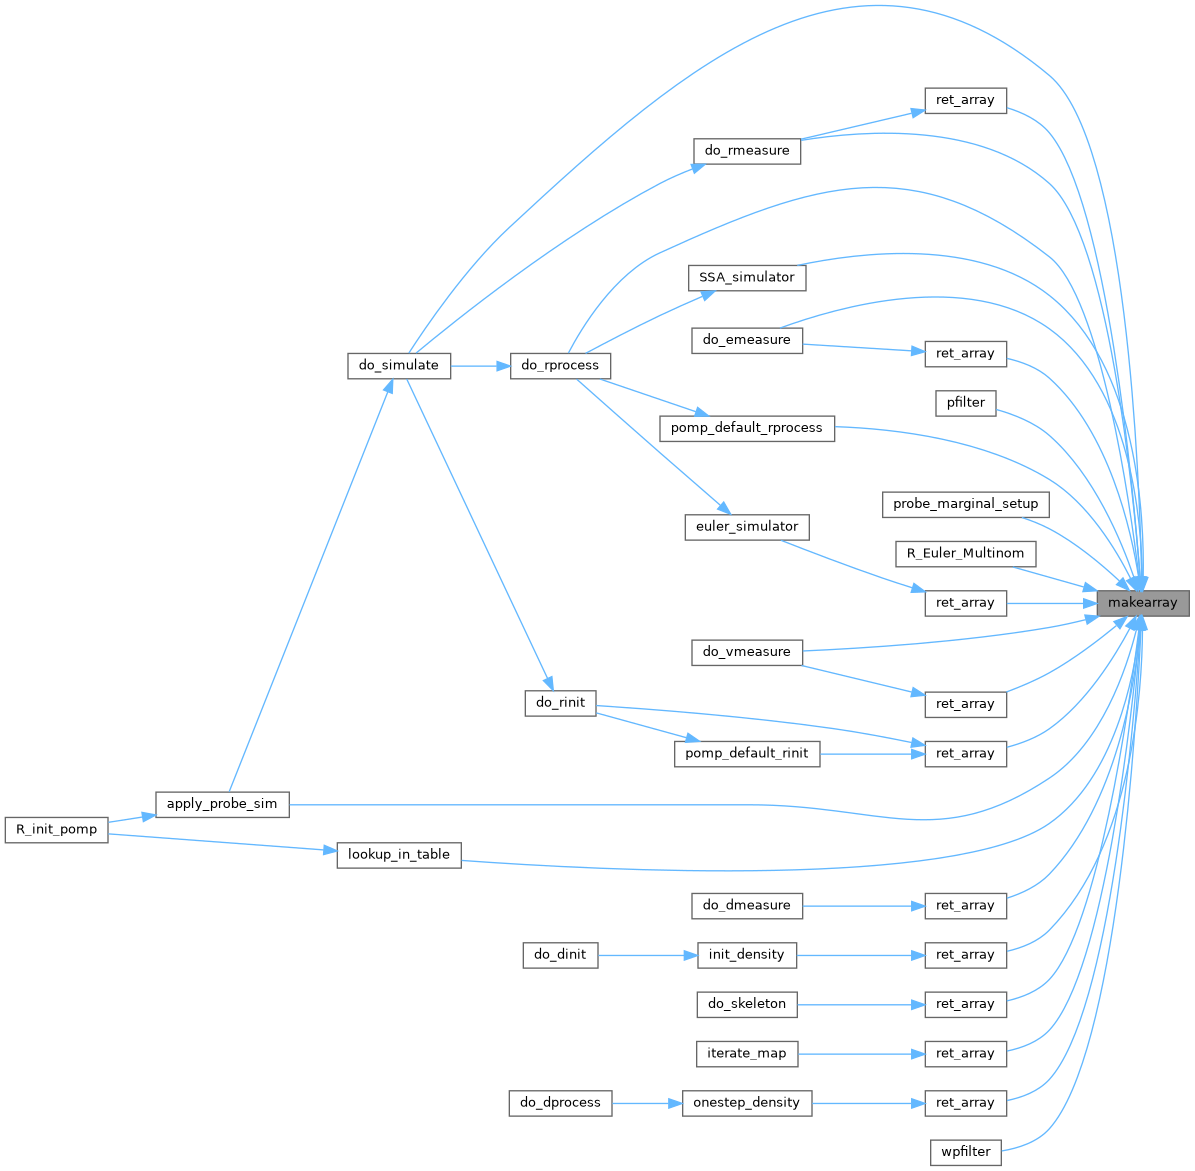 ret_array
do_rmeasure
SSA_simulator
do_emeasure
ret_array
do_simulate
do_rprocess
pfilter
pomp_default_rprocess
probe_marginal_setup
euler_simulator
R_Euler_Multinom
ret_array
makearray
do_vmeasure
do_rinit
ret_array
pomp_default_rinit
ret_array
apply_probe_sim
R_init_pomp
lookup_in_table
do_dmeasure
ret_array
do_dinit
init_density
ret_array
do_skeleton
ret_array
iterate_map
ret_array
do_dprocess
onestep_density
ret_array
wpfilter